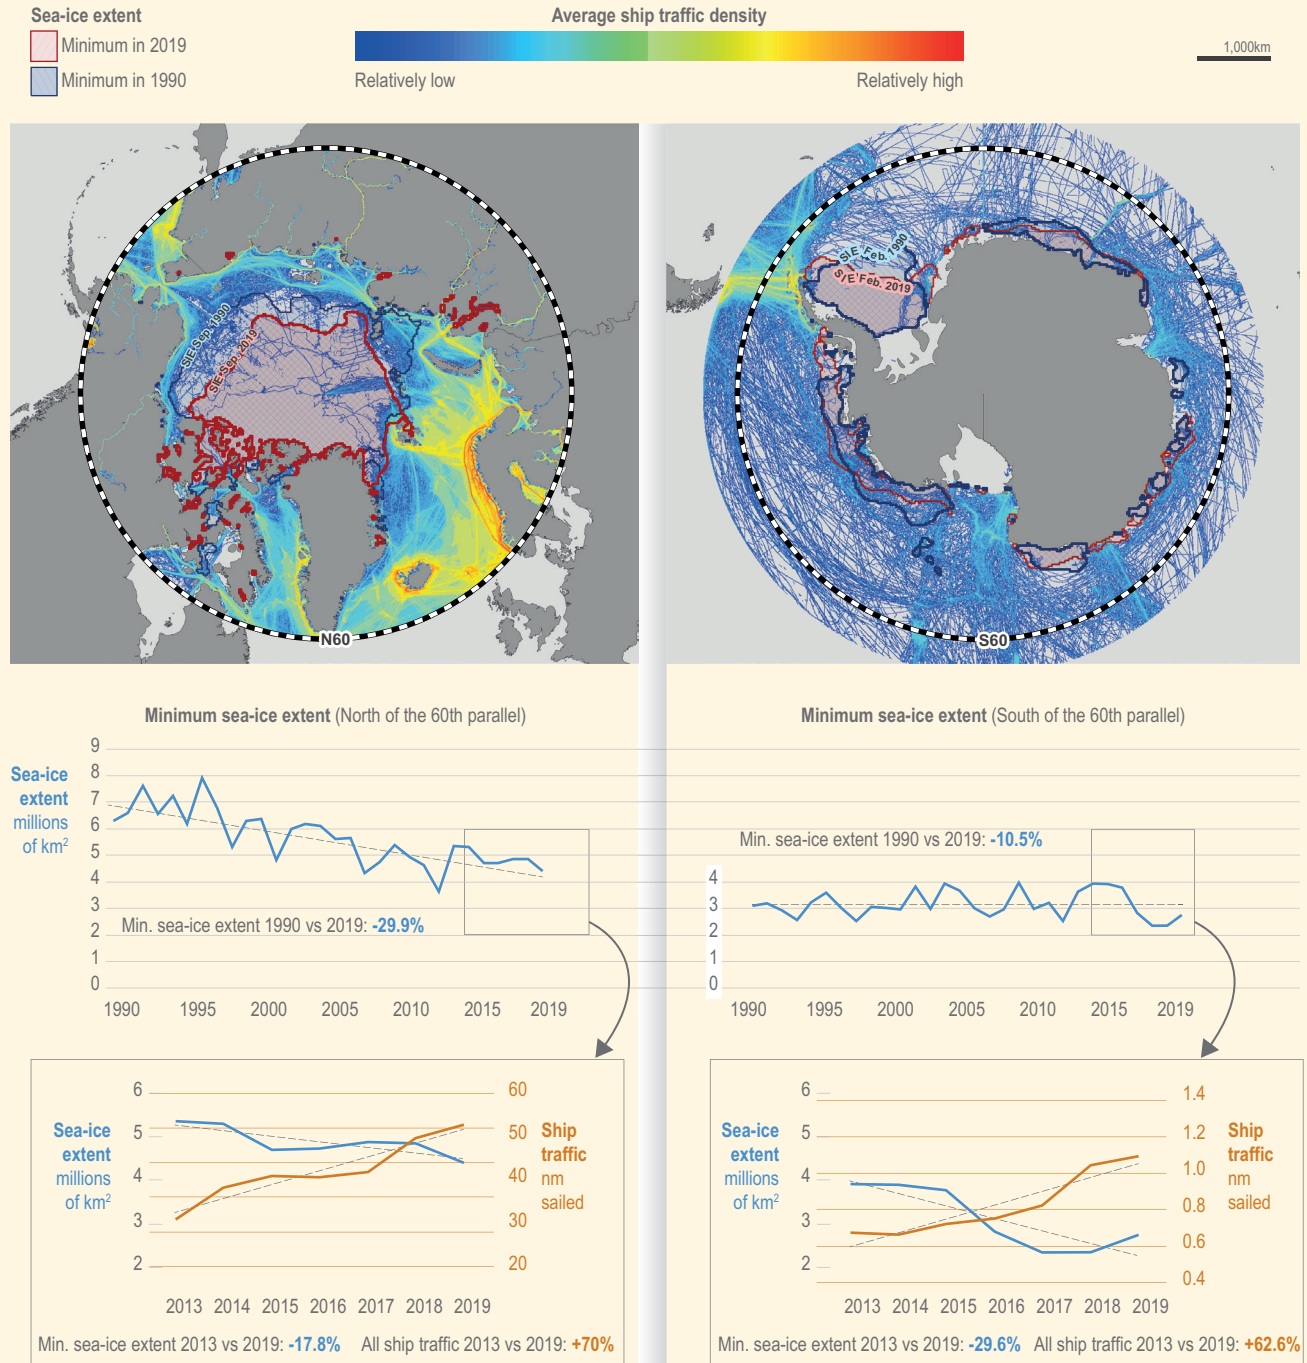 Sea-ice extent
Minimum in 2019
Minimum in 1990
Average ship traffic density
Relatively low
Relatively high
1,000km
SIE Sep. 1990
SIE Sep. 2019
N60
SIE Feb. 1990
SIE Feb. 2019
S60
Minimum sea-ice extent (North of the 60th parallel)
Sea-ice
extent
millions
of km²
9
8
7
6
5
4
3
2
1
0
Min. sea-ice extent 1990 vs 2019: -29.9%
1990 1995 2000 2005 2010 2015 2019
Minimum sea-ice extent (South of the 60th parallel)
Min. sea-ice extent 1990 vs 2019: -10.5%
4
3
2
1
0
1990 1995 2000 2005 2010 2015 2019
Sea-ice
extent
millions
of km²
6
5
4
3
2
60
50
40
30
20
Ship
traffic
nm
sailed
2013 2014 2015 2016 2017 2018 2019
Min. sea-ice extent 2013 vs 2019: -17.8% All ship traffic 2013 vs 2019: +70%
Sea-ice
extent
millions
of km²
6
5
4
3
2
1.4
1.2
1.0
0.8
0.6
0.4
Ship
traffic
nm
sailed
2013 2014 2015 2016 2017 2018 2019
Min. sea-ice extent 2013 vs 2019: -29.6% All ship traffic 2013 vs 2019: +62.6%